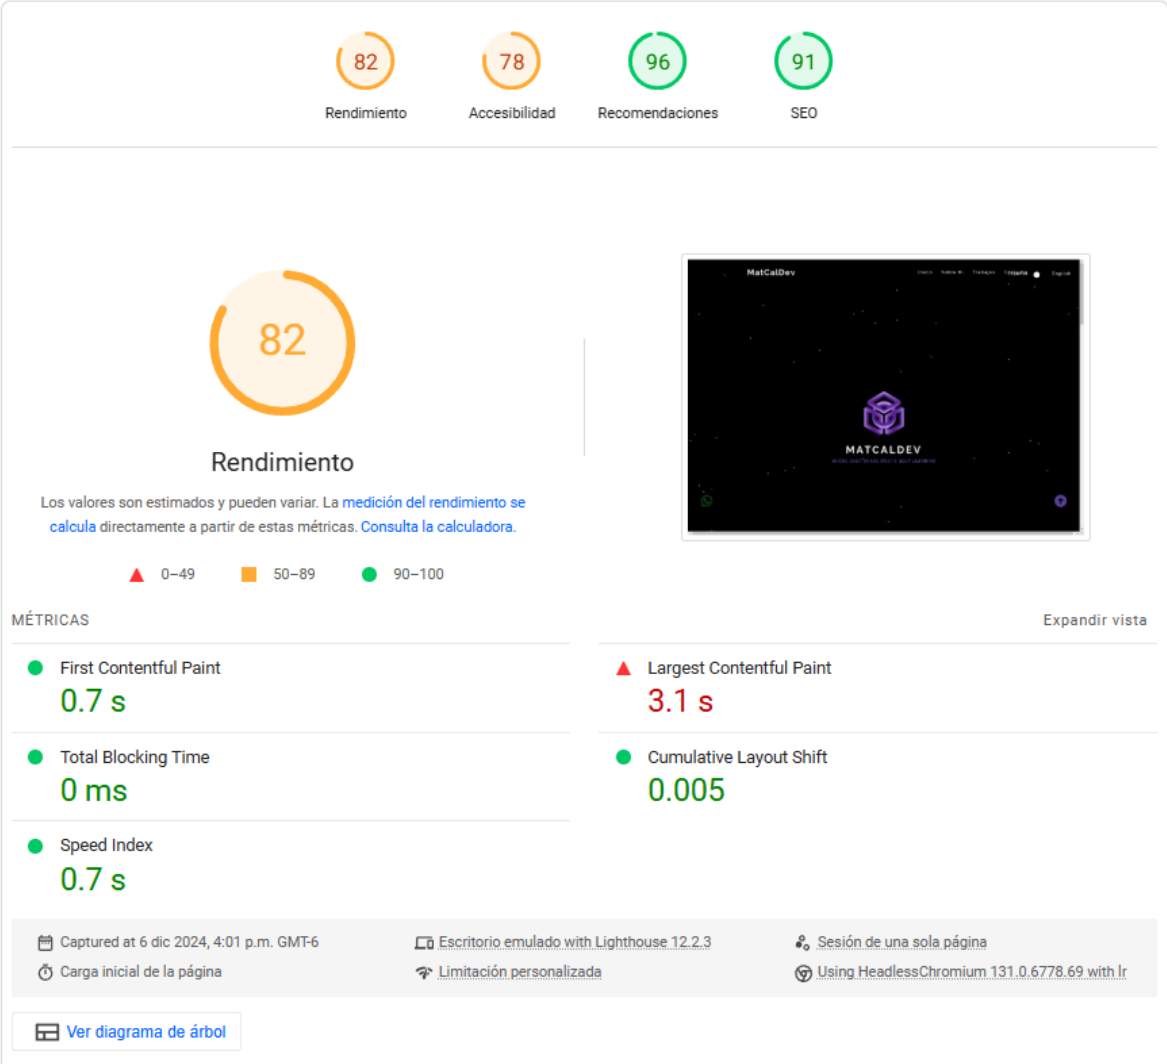 82
78
96
91
Rendimiento
Accesibilidad
Recomendaciones
SEO
82
Rendimiento
Los valores son estimados y pueden variar. La medición del rendimiento se
calcula directamente a partir de estas métricas. Consulta la calculadora.
0–49
50–89
90–100
MatCalDev
Inicio
Sobre Mi
Trabajos
English
MATCALDEV
MÉTRICAS
Expandir vista
First Contentful Paint
0.7 s
Largest Contentful Paint
3.1 s
Total Blocking Time
0 ms
Cumulative Layout Shift
0.005
Speed Index
0.7 s
Captured at 6 dic 2024, 4:01 p.m. GMT-6
Escritorio emulado with Lighthouse 12.2.3
Sesión de una sola página
Carga inicial de la página
Limitación personalizada
Using HeadlessChromium 131.0.6778.69 with lr
Ver diagrama de árbol